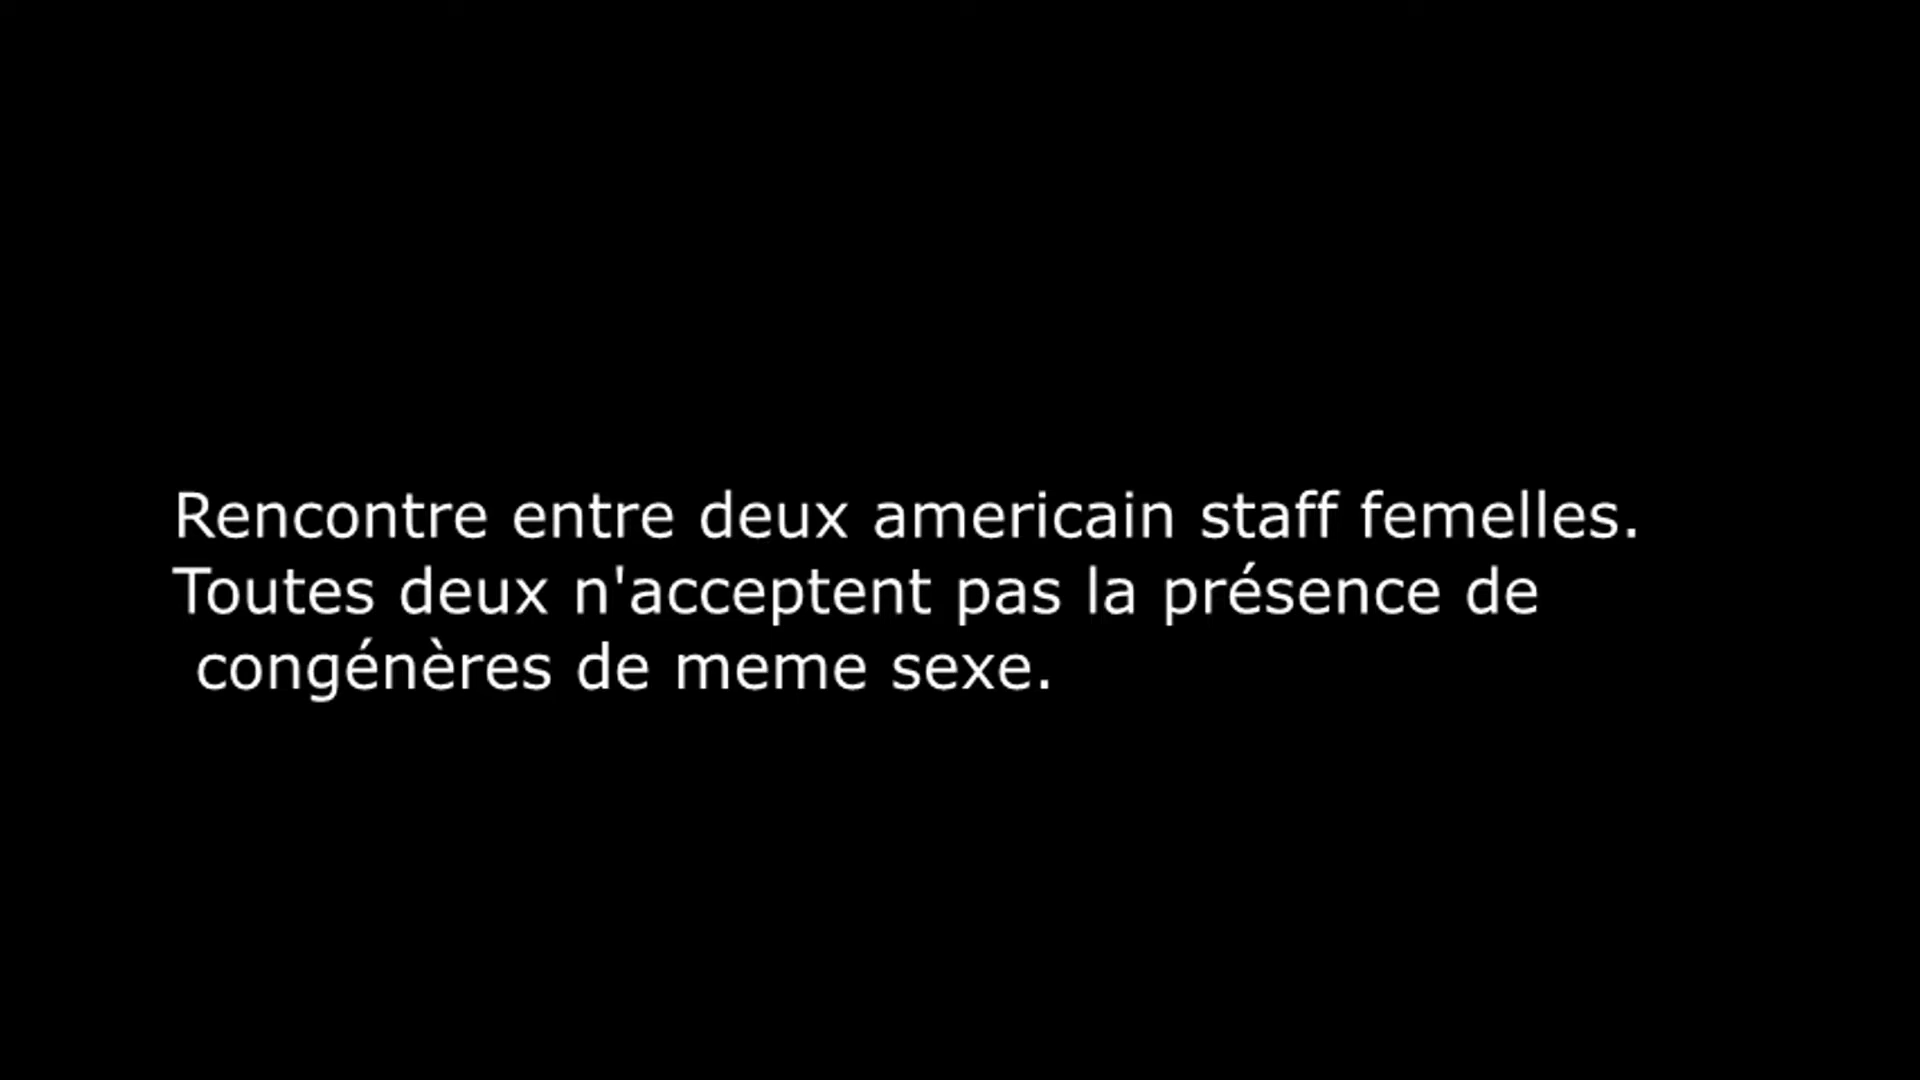 Rencontre entre deux americain staff femelles.
Toutes deux n'acceptent pas la présence de
congénères de meme sexe.